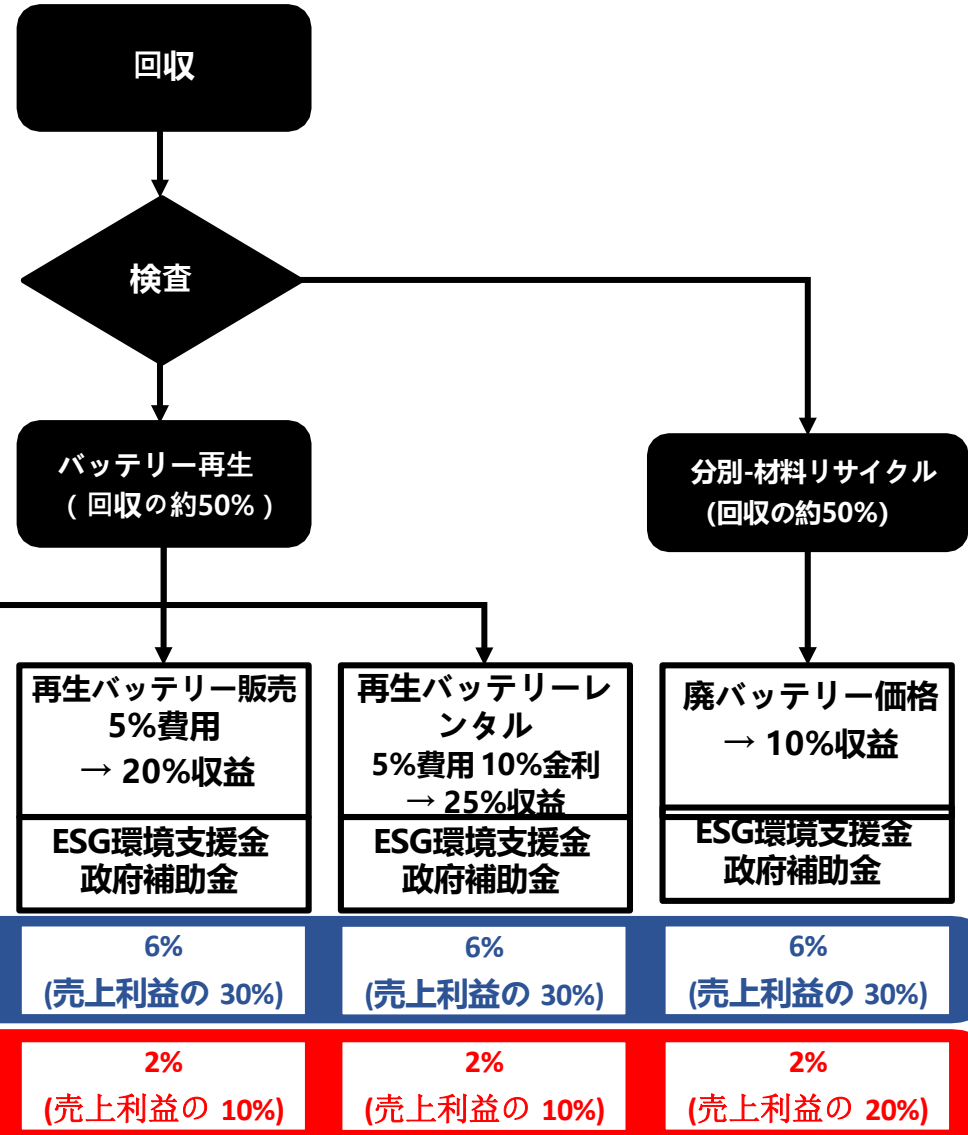 回収
検査
バッテリー再生
( 回収の約50% )
分別-材料リサイクル
(回収の約50%)
再生バッテリー販売
5%費用
→ 20%収益
ESG環境支援金
政府補助金
再生バッテリーレ
ンタル
5%費用 10%金利
→ 25%収益
ESG環境支援金
政府補助金
廃バッテリー価格
→ 10%収益
ESG環境支援金
政府補助金
6%
(売上利益の 30%)
6%
(売上利益の 30%)
6%
(売上利益の 30%)
2%
(売上利益の 10%)
2%
(売上利益の 10%)
2%
(売上利益の 20%)